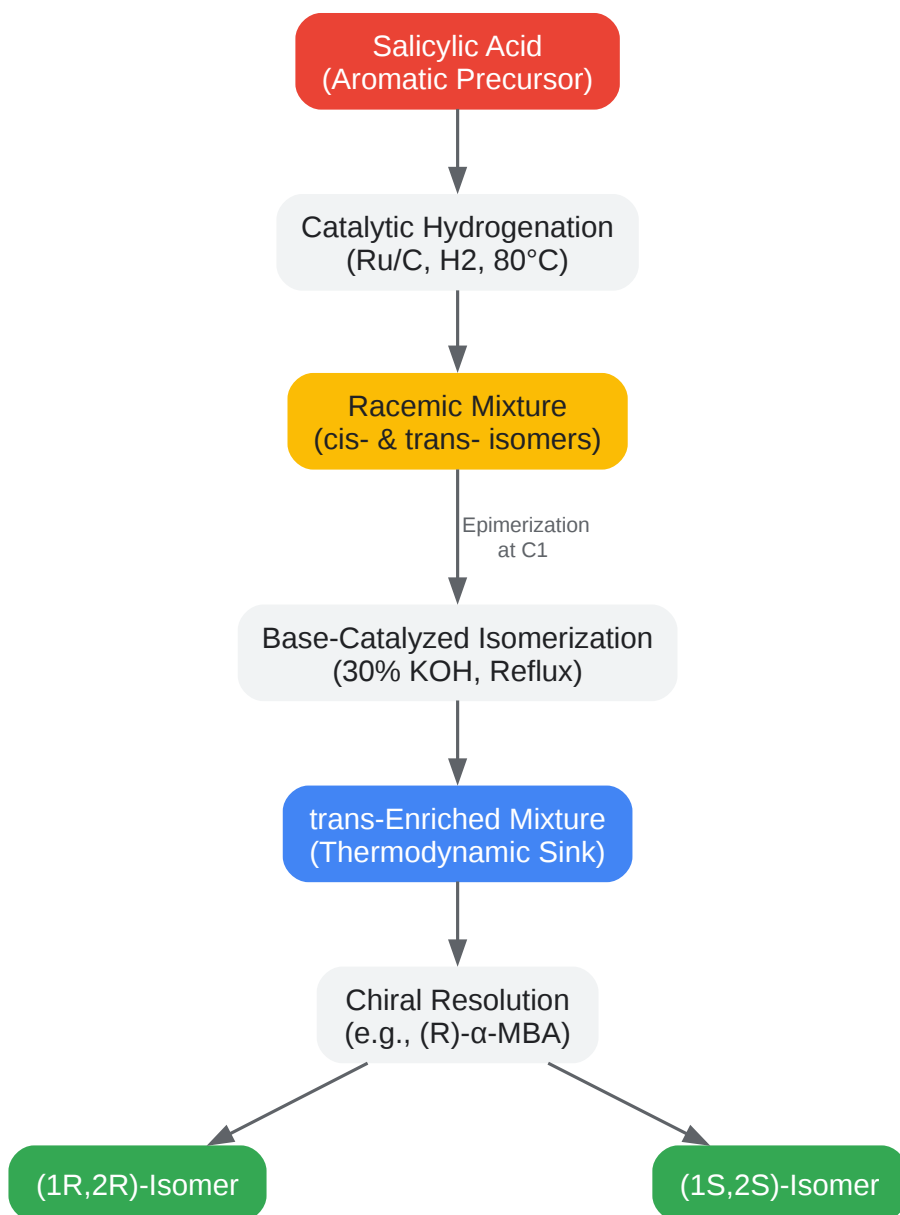 Salicylic Acid
(Aromatic Precursor)
Catalytic Hydrogenation
(Ru/C, H2, 80°C)
Racemic Mixture
(cis- & trans- isomers)
Epimerization
at C1
Base-Catalyzed Isomerization
(30% KOH, Reflux)
trans-Enriched Mixture
(Thermodynamic Sink)
Chiral Resolution
(e.g., (R)-α-MBA)
(1R,2R)-Isomer
(1S,2S)-Isomer